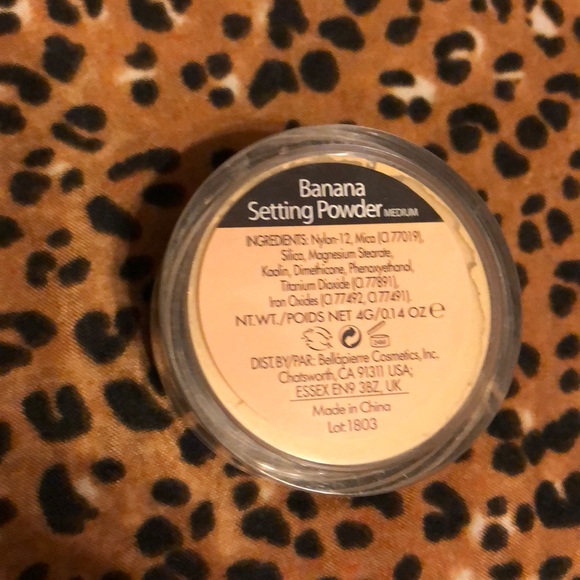 Banana
Setting Powder MEDIUM
INGREDIENTS: Nylon-12, Mica (CI 77019),
Silica, Magnesium Stearate,
Kaolin, Dimethicone, Phenoxyethanol,
Titanium Dioxide (CI 77891),
Iron Oxides (CI 77492, CI 77491).
NT. WT./POIDS NET 4G/0.14 OZ ℮
24M
DIST. BY/PAR: Bellápierre Cosmetics, Inc.
Chatsworth, CA 91311 USA;
ESSEX EN9 3BZ, UK
Made in China
Lot: 1803